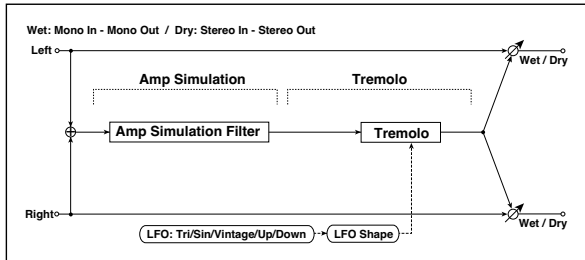 Wet: Mono In - Mono Out / Dry: Stereo In - Stereo Out
Left
Wet / Dry
Amp Simulation
Tremolo
Amp Simulation Filter
Tremolo
Right
Wet / Dry
LFO: Tri/Sin/Vintage/Up/Down
LFO Shape